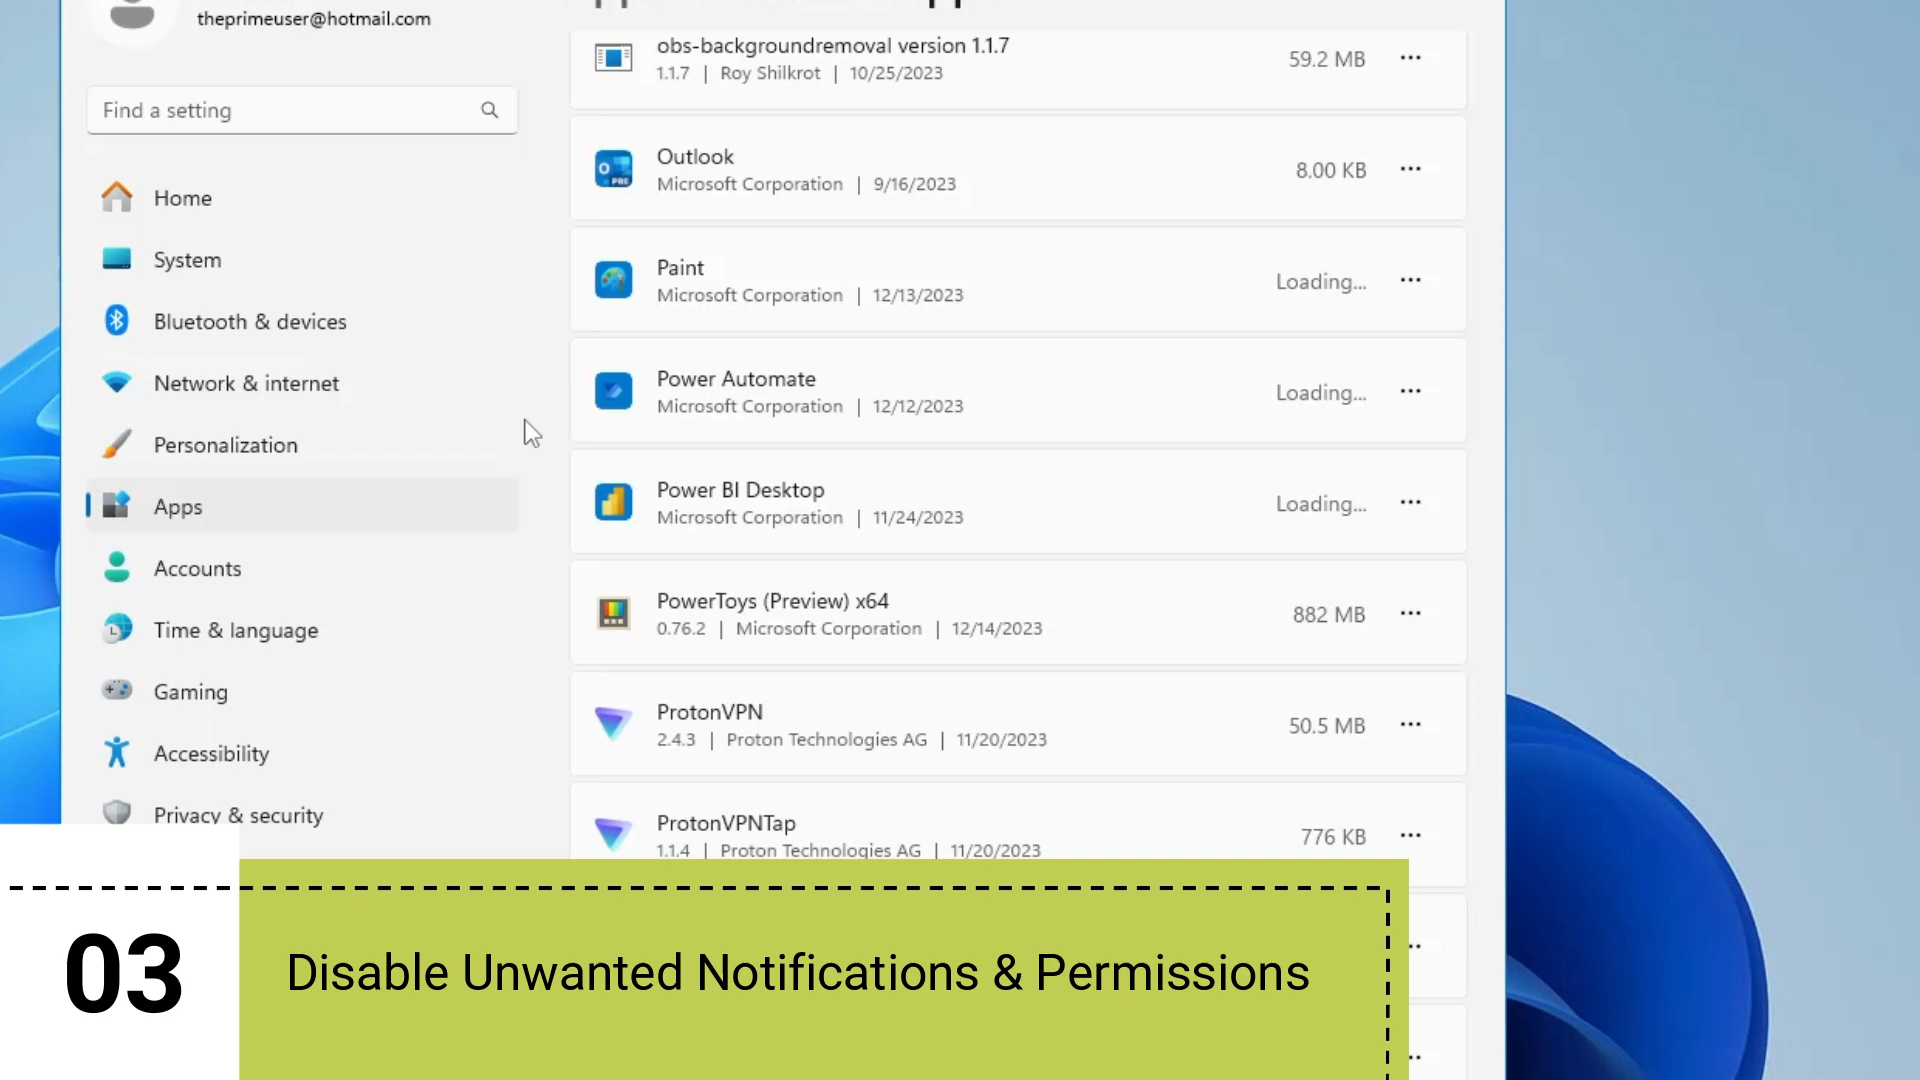 theprimeuser@hotmail.com
Find a setting
Home
System
Bluetooth & devices
Network & internet
Personalization
Apps
Accounts
Time & language
Gaming
Accessibility
Privacy & security
obs-backgroundremoval version 1.1.7
1.1.7 | Roy Shilkrot | 10/25/2023
59.2 MB
Outlook
Microsoft Corporation | 9/16/2023
8.00 KB
Paint
Microsoft Corporation | 12/13/2023
Loading...
Power Automate
Microsoft Corporation | 12/12/2023
Loading...
Power BI Desktop
Microsoft Corporation | 11/24/2023
Loading...
PowerToys (Preview) x64
0.76.2 | Microsoft Corporation | 12/14/2023
882 MB
ProtonVPN
2.4.3 | Proton Technologies AG | 11/20/2023
50.5 MB
ProtonVPNTap
1.1.4 | Proton Technologies AG | 11/20/2023
776 KB
03
Disable Unwanted Notifications & Permissions